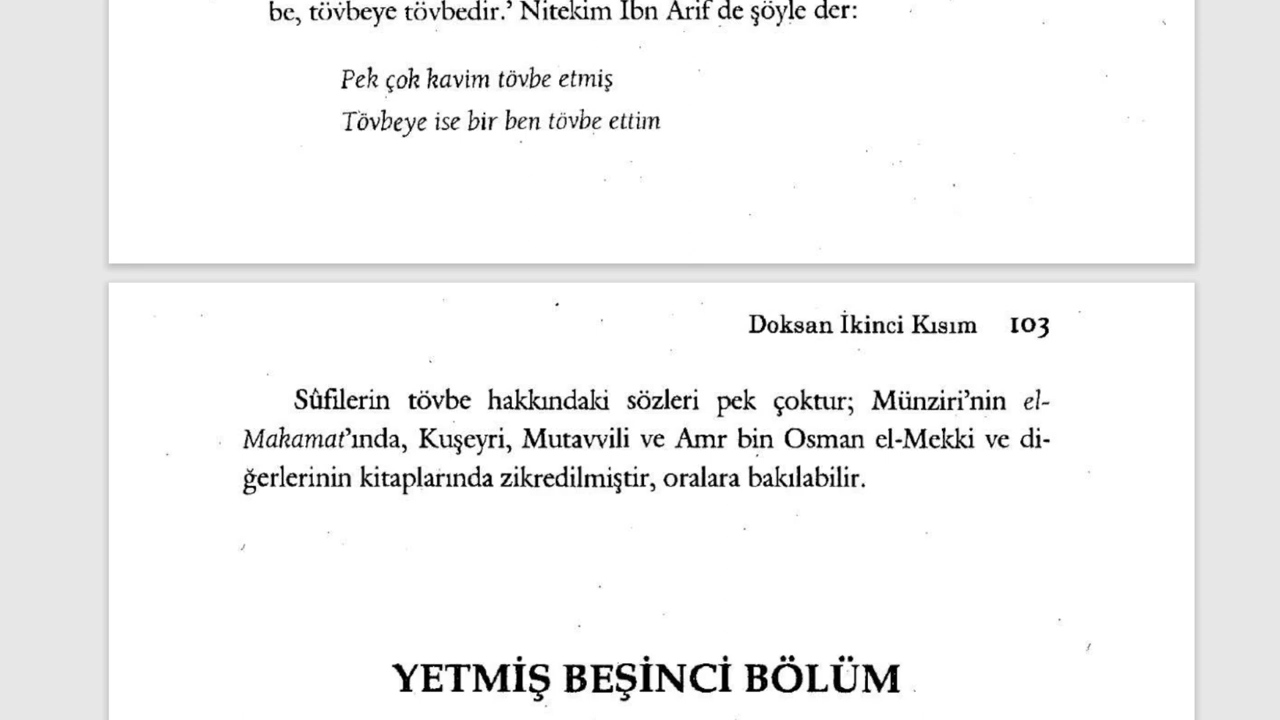 be, tövbeye tövbedir.' Nitekim İbn Arif de şöyle der:
Pek çok kavim tövbe etmiş
Tövbeye ise bir ben tövbe ettim
Doksan İkinci Kısım 103
Sûfilerin tövbe hakkındaki sözleri pek çoktur; Münziri'nin el-
Makamat'ında, Kuşeyri, Mutavvili ve Amr bin Osman el-Mekki ve di-
ğerlerinin kitaplarında zikredilmiştir, oralara bakılabilir.
YETMİŞ BEŞİNCİ BÖLÜM